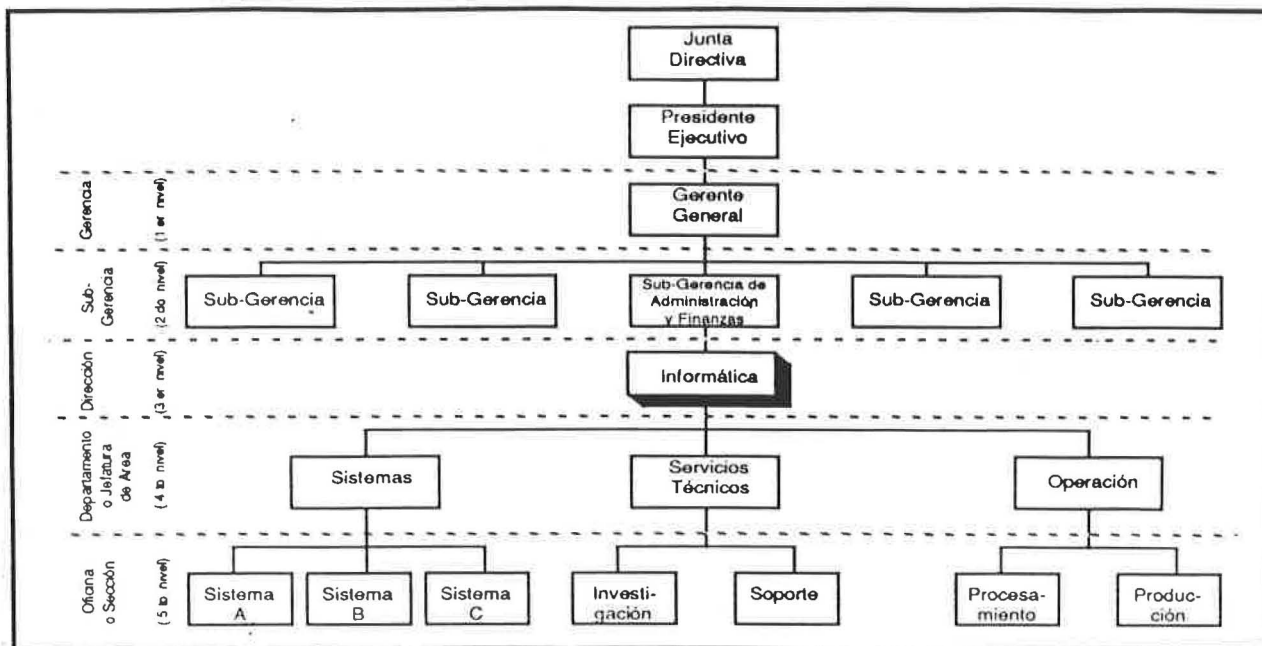 Junta
Directiva
Presidente
Ejecutivo
Gerencia
(1 er nivel)
Gerente
General
Sub-
Gerencia
(2 do nivel)
Sub-Gerencia
Sub-Gerencia
Sub-Gerencia de
Administración
y Finanzas
Sub-Gerencia
Sub-Gerencia
Dirección
(3 er nivel)
Informática
Departamento
o Jefatura
de Area
(4 to nivel)
Sistemas
Servicios
Técnicos
Operación
Oficina
o Sección
(5 to nivel)
Sistema
A
Sistema
B
Sistema
C
Investi-
gación
Soporte
Procesa-
miento
Produc-
ción